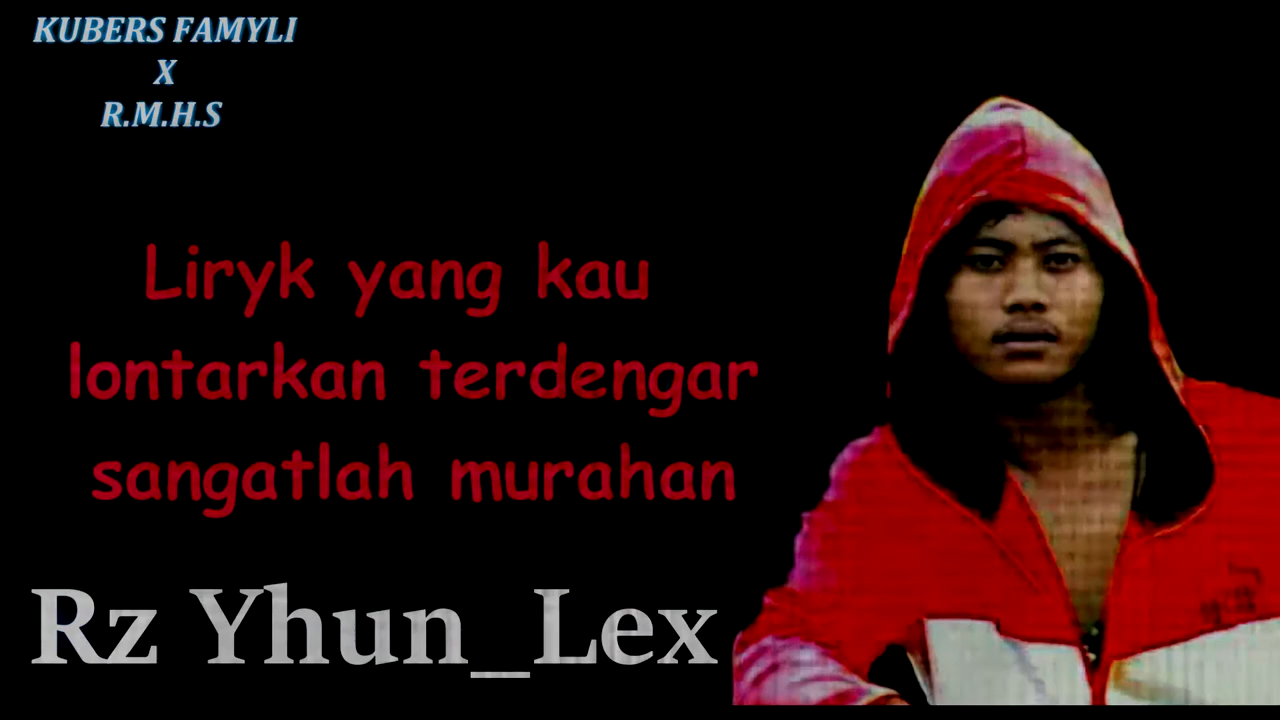 KUBERS FAMYLI
X
R.M.H.S
Liryk yang kau
lontarkan terdengar
sangatlah murahan
Rz Yhun_Lex